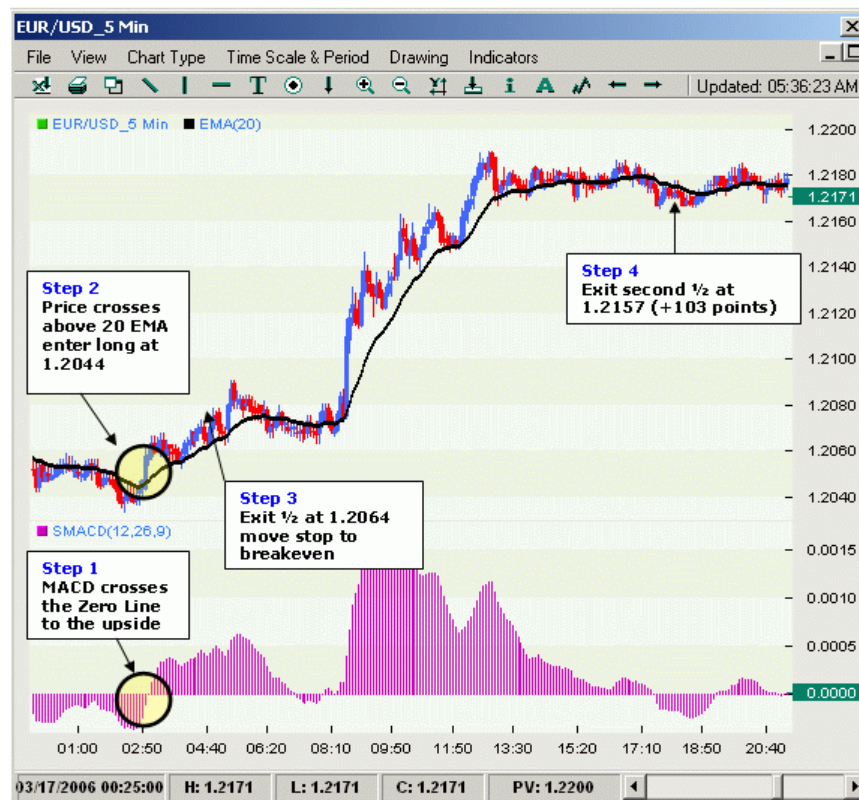 EUR/USD_5 Min
File View Chart Type Time Scale & Period Drawing Indicators
T i A Updated: 05:36:23 AM
EUR/USD_5 Min EMA(20)
1.2200
1.2180
1.2171
1.2160
1.2140
1.2120
1.2100
1.2080
1.2060
1.2040
Step 2
Price crosses
above 20 EMA
enter long at
1.2044
Step 4
Exit second ½ at
1.2157 (+103 points)
Step 3
Exit ½ at 1.2064
move stop to
breakeven
SMACD(12,26,9)
Step 1
MACD crosses
the Zero Line
to the upside
0.0015
0.0010
0.0005
0.0000
01:00 02:50 04:40 06:20 08:10 09:50 11:50 13:30 15:20 17:10 18:50 20:40
03/17/2006 00:25:00 H: 1.2171 L: 1.2171 C: 1.2171 PV: 1.2200